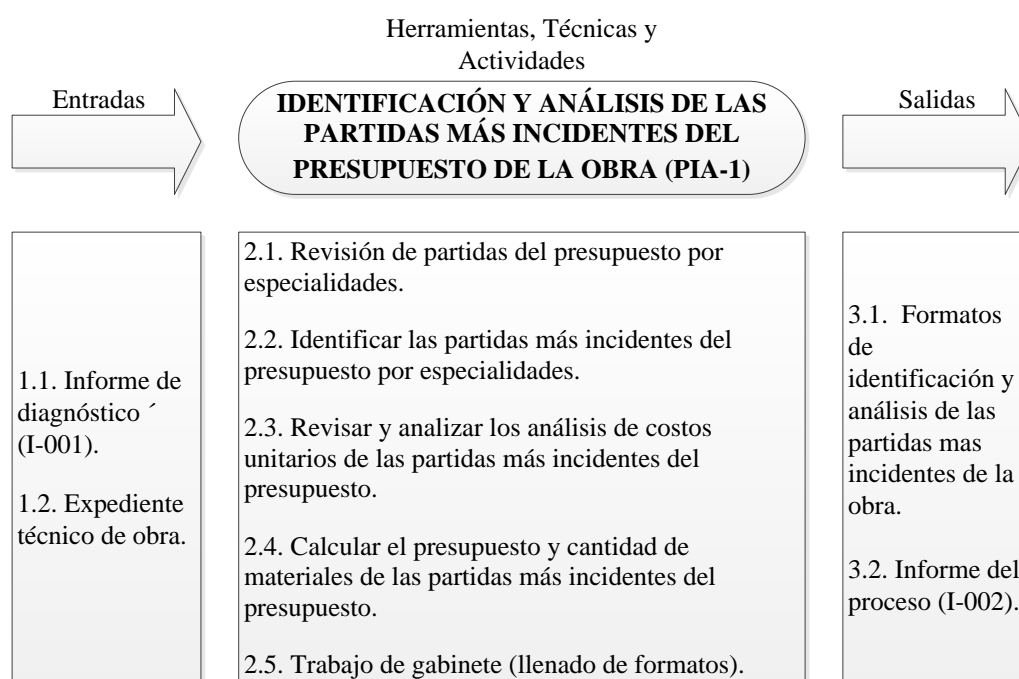 Herramientas, Técnicas y
Actividades
Entradas
IDENTIFICACIÓN Y ANÁLISIS DE LAS
PARTIDAS MÁS INCIDENTES DEL
PRESUPUESTO DE LA OBRA (PIA-1)
Salidas
1.1. Informe de
diagnóstico ´
(I-001).
1.2. Expediente
técnico de obra.
2.1. Revisión de partidas del presupuesto por
especialidades.
2.2. Identificar las partidas más incidentes del
presupuesto por especialidades.
2.3. Revisar y analizar los análisis de costos
unitarios de las partidas más incidentes del
presupuesto.
2.4. Calcular el presupuesto y cantidad de
materiales de las partidas más incidentes del
presupuesto.
2.5. Trabajo de gabinete (llenado de formatos).
3.1. Formatos
de
identificación y
análisis de las
partidas mas
incidentes de la
obra.
3.2. Informe del
proceso (I-002).